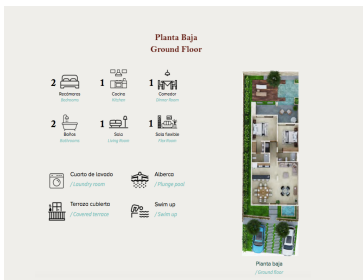 Planta Baja
Ground Floor
2 1 1
Recámaras Cocina Comedor
Bedrooms Kitchen Dinner Room
2 1 1
Baños Sala Sala flexible
Bathrooms Living Room Flex Room
Cuarto de lavado
/ Laundry room
Alberca
/ Plunge pool
Terraza cubierta
/ Covered terrace
Swim up
/ Swim up
Planta baja
/ Ground floor